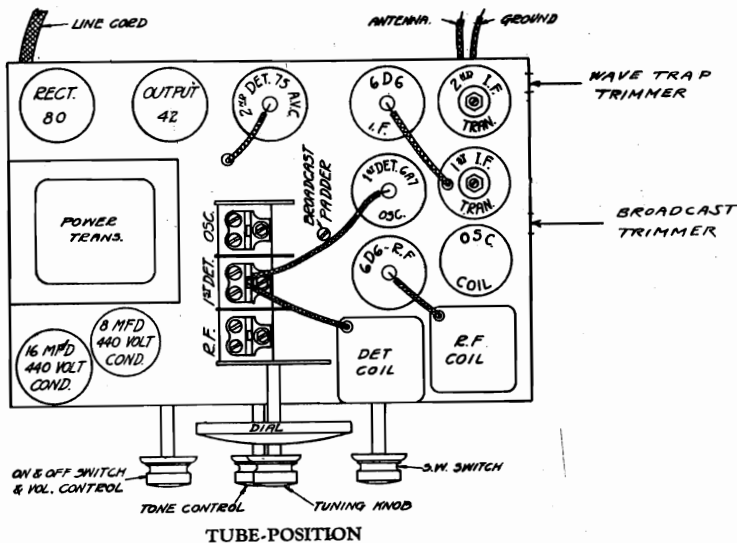 LINE CORD
ANTENNA.
GROUND
RECT.
80
OUTPUT
42
2ND DET. 75 A.V.C
6D6
I.F.
2ND I.F.
TRAN.
WAVE TRAP
TRIMMER
1ST I.F.
TRAN.
1ST DET. 6A7
OSC.
BROADCAST
PADDER
POWER
TRANS.
OSC.
1ST DET.
R.F.
BROADCAST
TRIMMER
OSC
COIL
6D6-R.F
8 MFD
440 VOLT
COND.
16 MFD
440 VOLT
COND.
DET
COIL
R.F
COIL
DIAL
ON & OFF SWITCH
& VOL. CONTROL
S.W. SWITCH
TONE CONTROL
TUNING KNOB
TUBE-POSITION